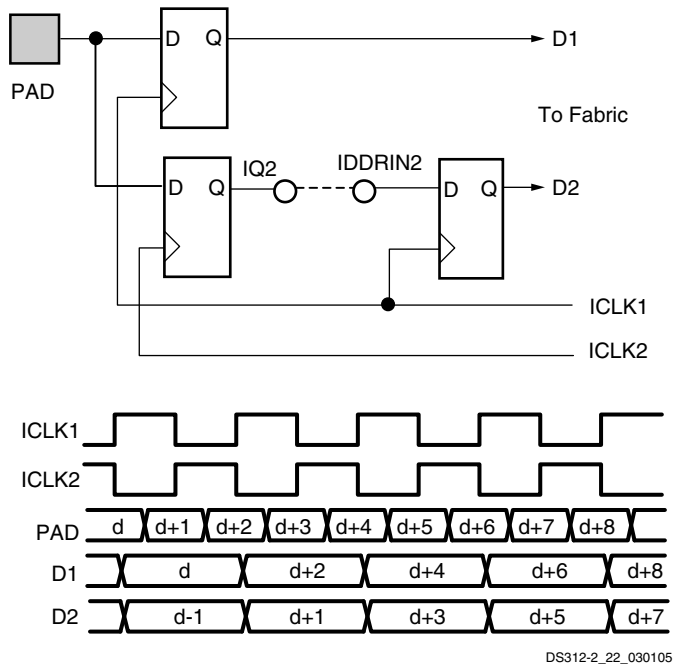 D Q D1
PAD
To Fabric
D Q IQ2 IDDRIN2 D Q D2
ICLK1
ICLK2
ICLK1
ICLK2
PAD d d+1 d+2 d+3 d+4 d+5 d+6 d+7 d+8
D1 d d+2 d+4 d+6 d+8
D2 d-1 d+1 d+3 d+5 d+7
DS312-2_22_030105